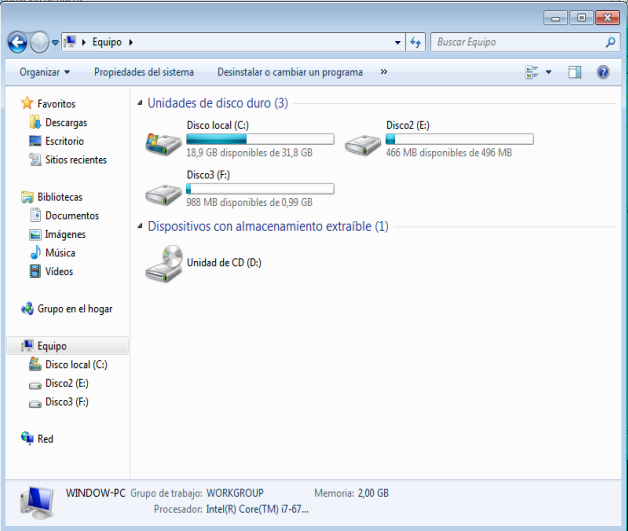 Equipo
Buscar Equipo
Organizar
Propiedades del sistema
Desinstalar o cambiar un programa
»
Favoritos
Descargas
Escritorio
Sitios recientes
Bibliotecas
Documentos
Imágenes
Música
Vídeos
Grupo en el hogar
Equipo
Disco local (C:)
Disco2 (E:)
Disco3 (F:)
Red
Unidades de disco duro (3)
Disco local (C:)
18,9 GB disponibles de 31,8 GB
Disco2 (E:)
466 MB disponibles de 496 MB
Disco3 (F:)
988 MB disponibles de 0,99 GB
Dispositivos con almacenamiento extraíble (1)
Unidad de CD (D:)
WINDOW-PC Grupo de trabajo: WORKGROUP Memoria: 2,00 GB
Procesador: Intel(R) Core(TM) i7-67...